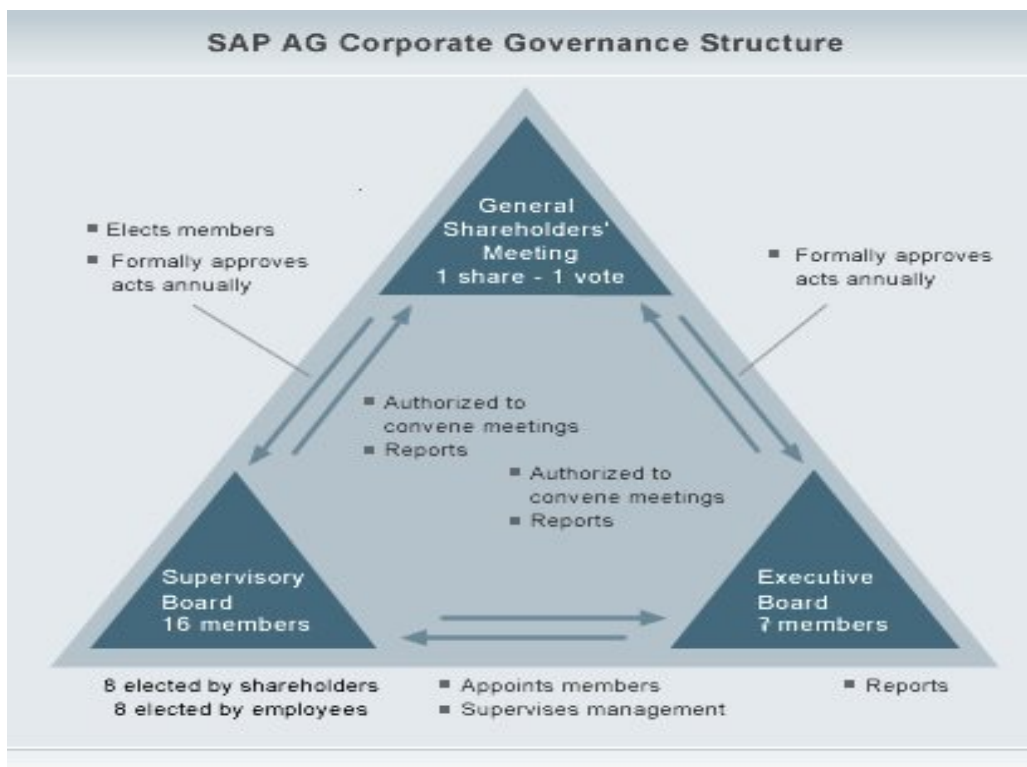 SAP AG Corporate Governance Structure
General
Shareholders'
Meeting
1 share - 1 vote
■ Elects members
■ Formally approves
acts annually
■ Formally approves
acts annually
■ Authorized to
convene meetings
■ Reports
■ Authorized to
convene meetings
■ Reports
Supervisory
Board
16 members
Executive
Board
7 members
8 elected by shareholders
8 elected by employees
■ Appoints members
■ Supervises management
■ Reports